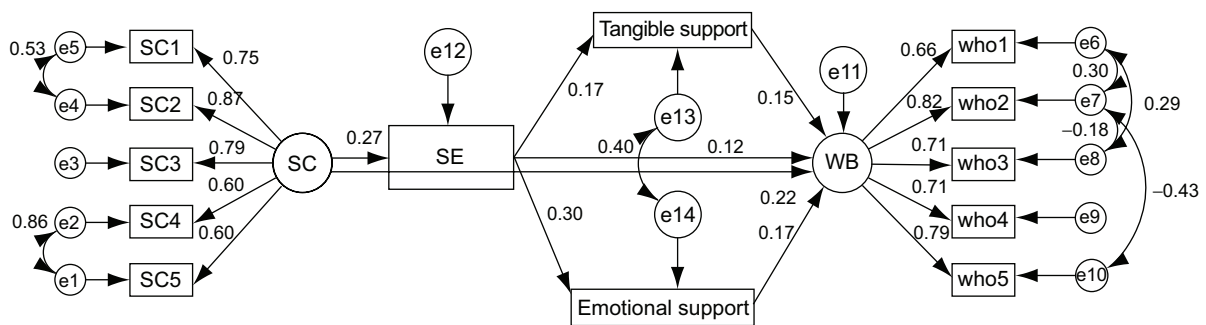 Tangible support
0.53
e5
SC1
e12
e11
who1
e6
0.75
0.66
0.30
0.17
0.15
e4
SC2
0.87
0.82
who2
e7
0.29
e13
0.27
SE
0.40
0.12
−0.18
e3
SC3
0.79
SC
WB
0.71
who3
e8
0.60
0.22
0.71
−0.43
0.86
e2
SC4
0.30
e14
0.17
who4
e9
0.60
0.79
e1
SC5
who5
e10
Emotional support